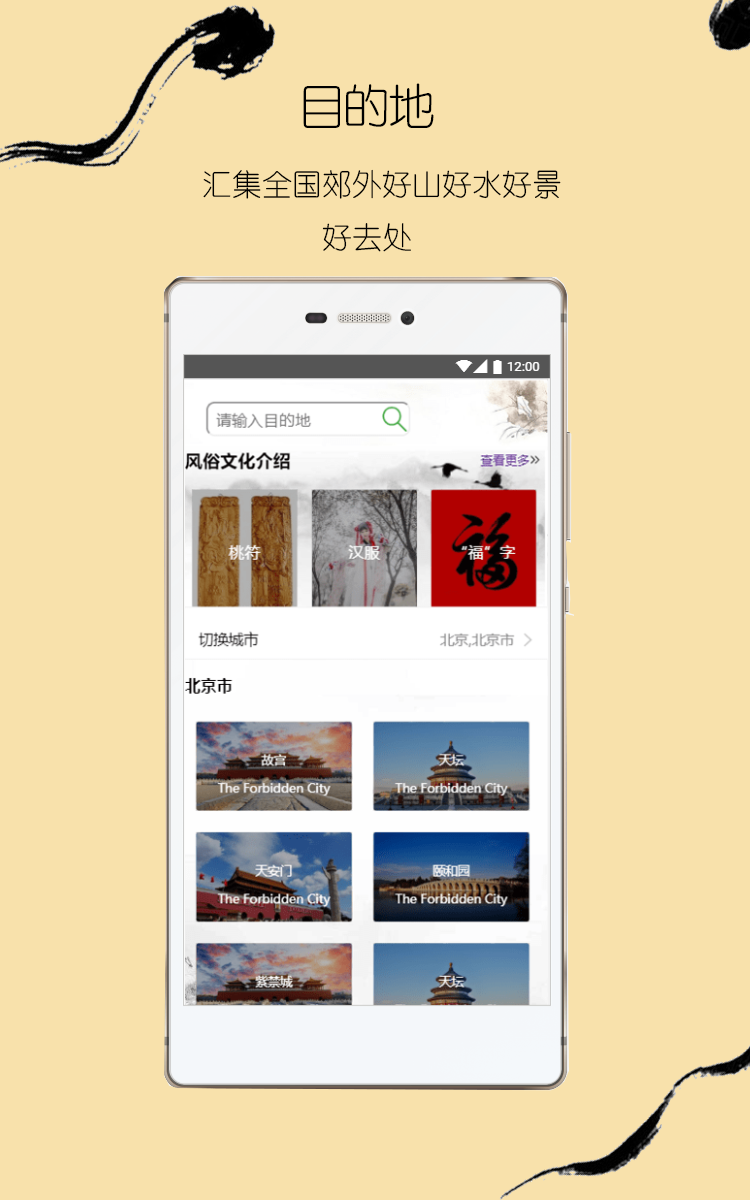 目的地
汇集全国郊外好山好水好景
好去处
12:00
请输入目的地
风俗文化介绍 查看更多»
桃符 汉服 “福”字
福
切换城市 北京,北京市 >
北京市
故宫 天坛
The Forbidden City The Forbidden City
天安门 颐和园
The Forbidden City The Forbidden City
紫禁城 天坛